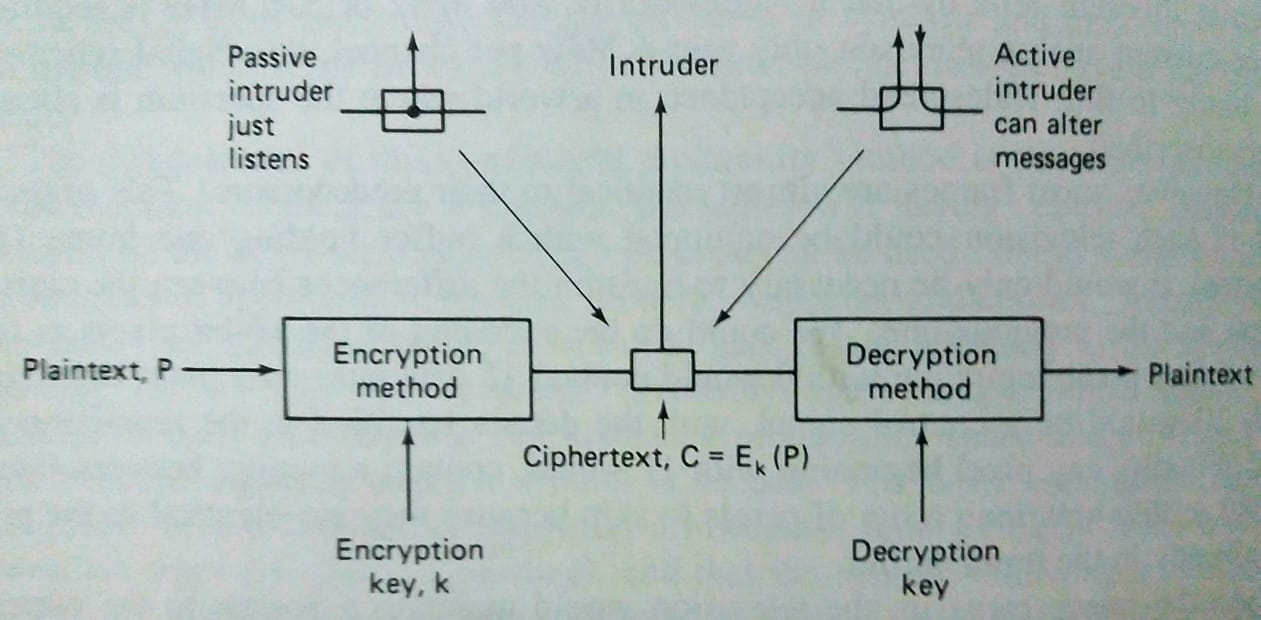 Passive
intruder
just
listens
Intruder
Active
intruder
can alter
messages
Plaintext, P
Encryption
method
Decryption
method
Plaintext
Ciphertext, C = Eₖ (P)
Encryption
key, k
Decryption
key